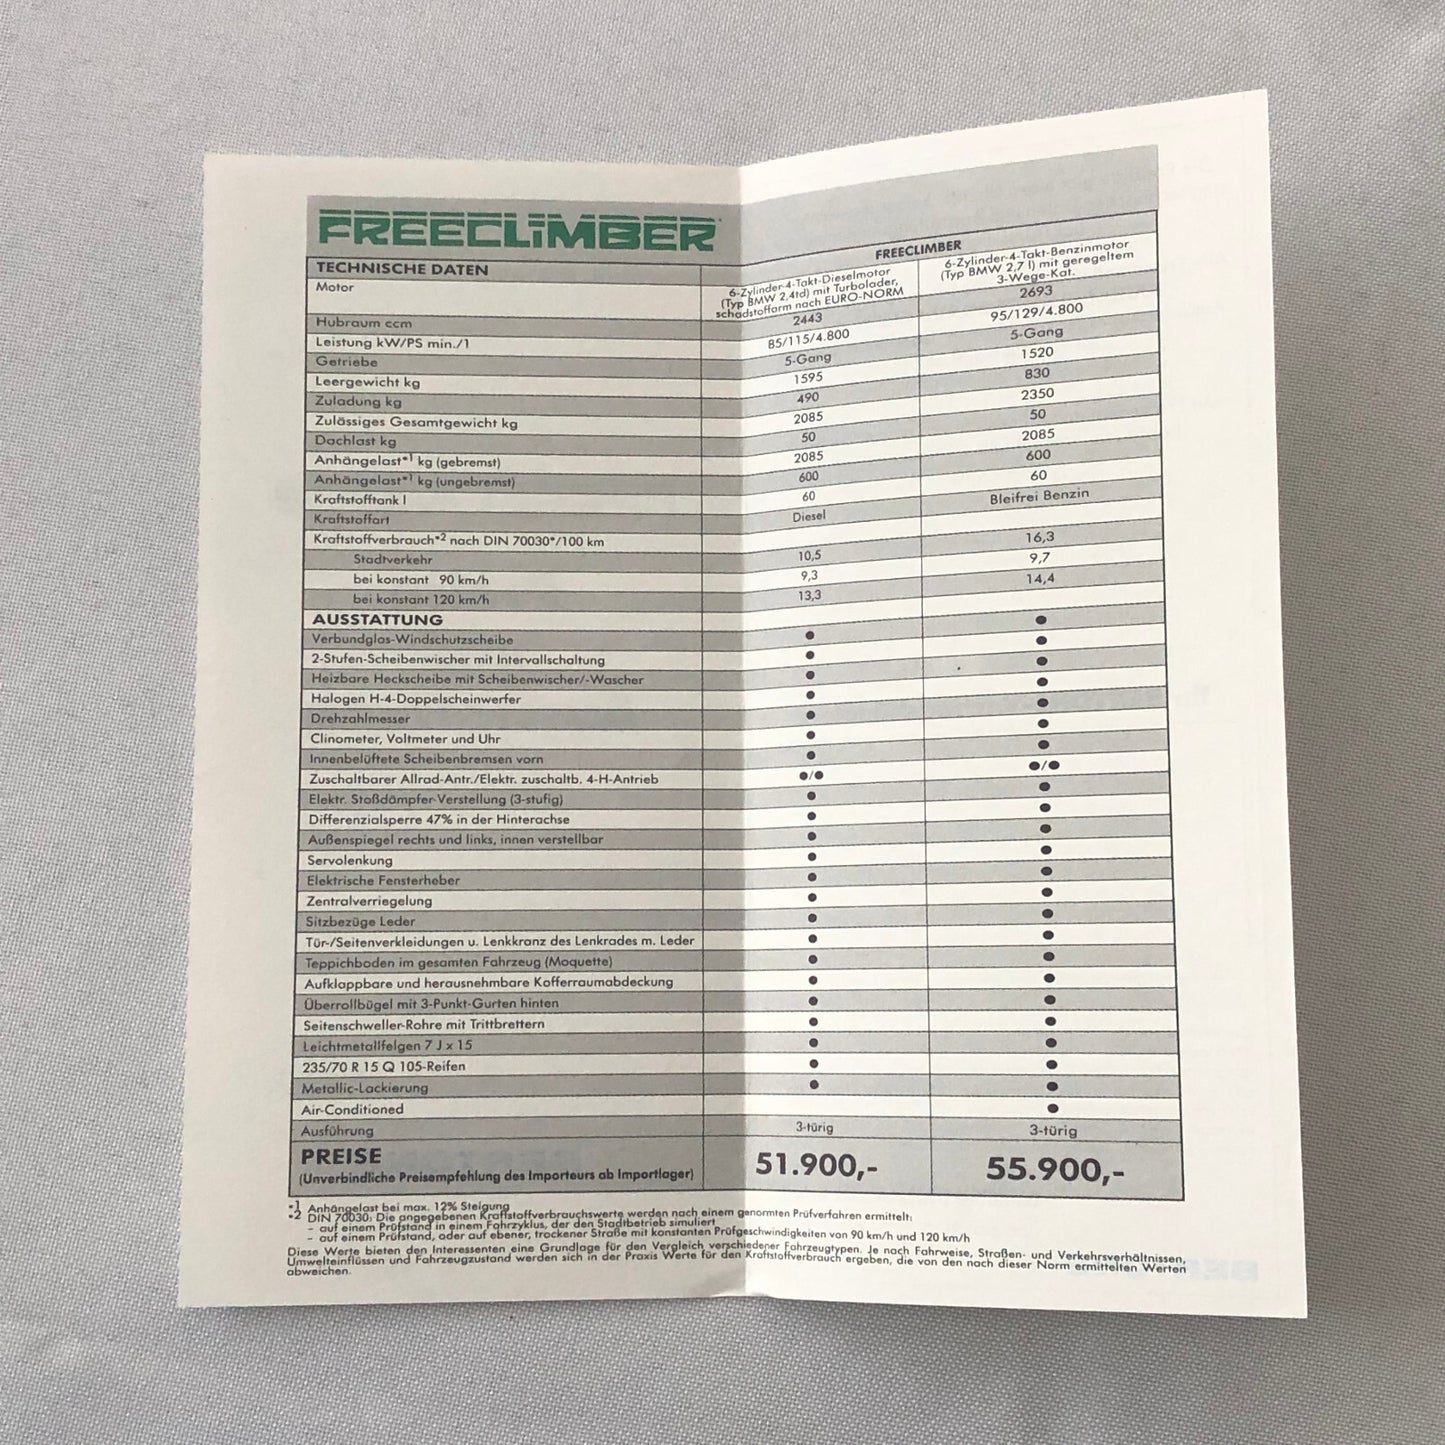 FREECLIMBER
FREECLIMBER
TECHNISCHE DATEN
Motor 6-Zylinder-4-Takt-Dieselmotor (Typ BMW 2,4td) mit Turbolader, schadstoffarm nach EURO-NORM 6-Zylinder-4-Takt-Benzinmotor (Typ BMW 2,7 l) mit geregeltem 3-Wege-Kat.
Hubraum ccm 2443 2693
Leistung kW/PS min./1 85/115/4.800 95/129/4.800
Getriebe 5-Gang 5-Gang
Leergewicht kg 1595 1520
Zuladung kg 490 830
Zulässiges Gesamtgewicht kg 2085 2350
Dachlast kg 50 50
Anhängelast*1 kg (gebremst) 2085 2085
Anhängelast*1 kg (ungebremst) 600 600
Kraftstofftank l 60 60
Kraftstoffart Diesel Bleifrei Benzin
Kraftstoffverbrauch*2 nach DIN 70030*/100 km
Stadtverkehr 10,5 16,3
bei konstant 90 km/h 9,3 9,7
bei konstant 120 km/h 13,3 14,4
AUSSTATTUNG
Verbundglas-Windschutzscheibe ● ●
2-Stufen-Scheibenwischer mit Intervallschaltung ● ●
Heizbare Heckscheibe mit Scheibenwischer/-Wascher ● ●
Halogen H-4-Doppelscheinwerfer ● ●
Drehzahlmesser ● ●
Clinometer, Voltmeter und Uhr ● ●
Innenbelüftete Scheibenbremsen vorn ● ●
Zuschaltbarer Allrad-Antr./Elektr. zuschaltb. 4-H-Antrieb ●/● ●/●
Elektr. Stoßdämpfer-Verstellung (3-stufig) ● ●
Differenzialsperre 47% in der Hinterachse ● ●
Außenspiegel rechts und links, innen verstellbar ● ●
Servolenkung ● ●
Elektrische Fensterheber ● ●
Zentralverriegelung ● ●
Sitzbezüge Leder ● ●
Tür-/Seitenverkleidungen u. Lenkkranz des Lenkrades m. Leder ● ●
Teppichboden im gesamten Fahrzeug (Moquette) ● ●
Aufklappbare und herausnehmbare Kofferraumabdeckung ● ●
Überrollbügel mit 3-Punkt-Gurten hinten ● ●
Seitenschweller-Rohre mit Trittbrettern ● ●
Leichtmetallfelgen 7 J x 15 ● ●
235/70 R 15 Q 105-Reifen ● ●
Metallic-Lackierung ● ●
Air-Conditioned ●
Ausführung 3-türig 3-türig
PREISE 51.900,- 55.900,-
(Unverbindliche Preisempfehlung des Importeurs ab Importlager)
*1 Anhängelast bei max. 12% Steigung
*2 DIN 70030: Die angegebenen Kraftstoffverbrauchswerte werden nach einem genormten Prüfverfahren ermittelt:
– auf einem Prüfstand in einem Fahrzyklus, der den Stadtbetrieb simuliert
– auf einem Prüfstand, oder auf ebener, trockener Straße mit konstanten Prüfgeschwindigkeiten von 90 km/h und 120 km/h
Diese Werte bieten den Interessenten eine Grundlage für den Vergleich verschiedener Fahrzeugtypen. Je nach Fahrweise, Straßen- und Verkehrsverhältnissen,
Umwelteinflüssen und Fahrzeugzustand werden sich in der Praxis Werte für den Kraftstoffverbrauch ergeben, die von den nach dieser Norm ermittelten Werten
abweichen.